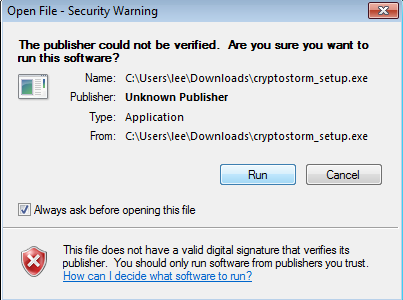 Open File - Security Warning
The publisher could not be verified.  Are you sure you want to
run this software?
Name: C:\Users\lee\Downloads\cryptostorm_setup.exe
Publisher: Unknown Publisher
Type: Application
From: C:\Users\lee\Downloads\cryptostorm_setup.exe
Run Cancel
Always ask before opening this file
This file does not have a valid digital signature that verifies its
publisher.  You should only run software from publishers you trust.
How can I decide what software to run?